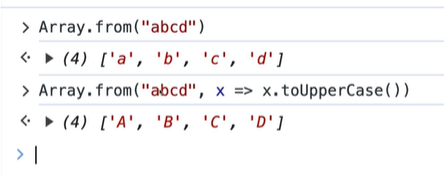 > Array.from("abcd")
<· ▶ (4) ['a', 'b', 'c', 'd']
> Array.from("abcd", x => x.toUpperCase())
<· ▶ (4) ['A', 'B', 'C', 'D']
>